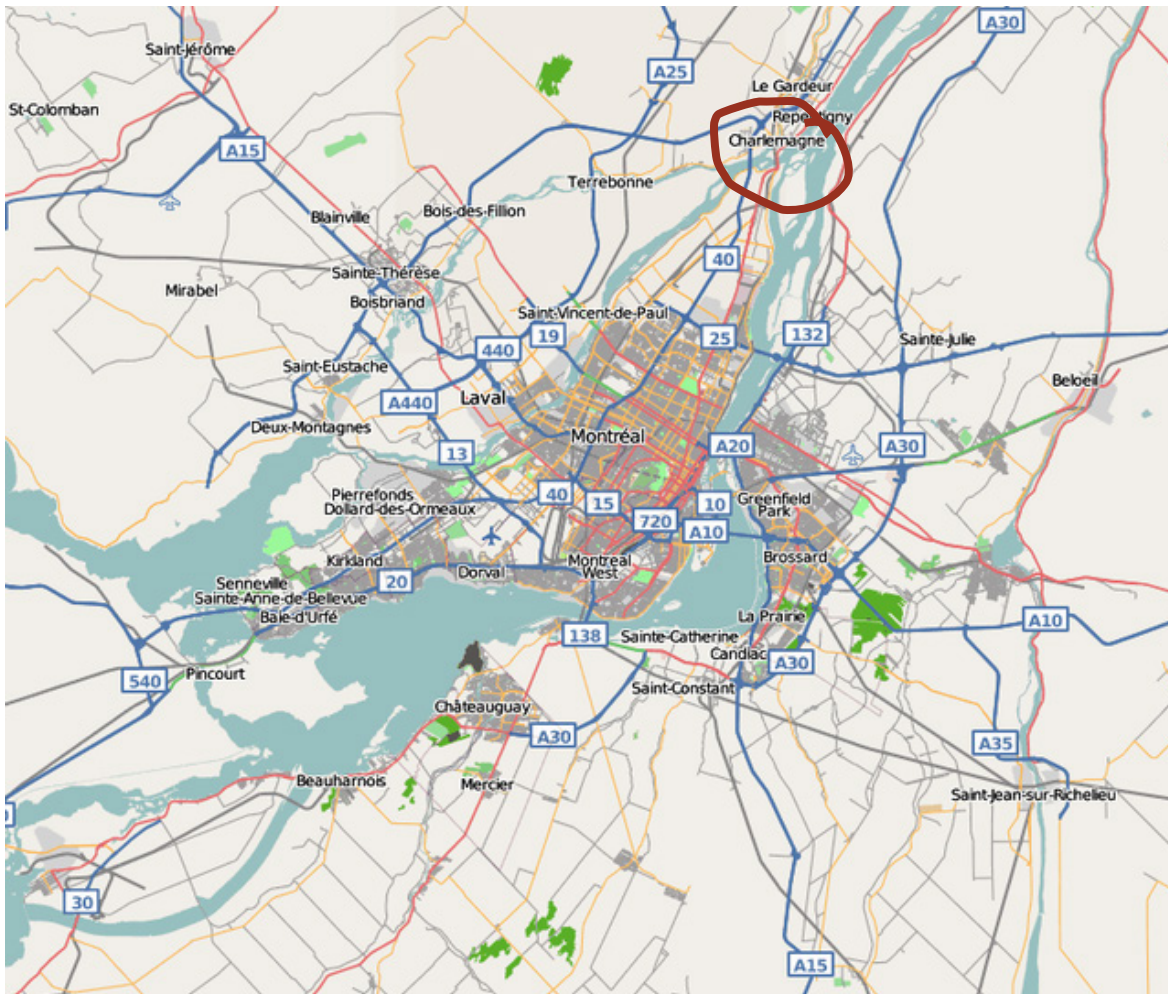 A30
Saint-Jérôme
A25
Le Gardeur
St-Colomban
Repentigny
Charlemagne
A15
Terrebonne
Bois-des-Fillion
Blainville
40
Sainte-Thérèse
Mirabel
Boisbriand
Saint-Vincent-de-Paul
19
25
132
Sainte-Julie
440
Saint-Eustache
Beloeil
Laval
A440
Deux-Montagnes
Montréal
A20
A30
13
Pierrefonds
Dollard-des-Ormeaux
40
15
10
Greenfield
Park
720
A10
Kirkland
Dorval
Montreal
West
Brossard
20
Senneville
Sainte-Anne-de-Bellevue
Baie-d'Urfé
La Prairie
A10
138
Sainte-Catherine
Candiac
A30
Pincourt
540
Saint-Constant
Châteauguay
A30
A35
Beauharnois
Mercier
Saint-Jean-sur-Richelieu
30
A15